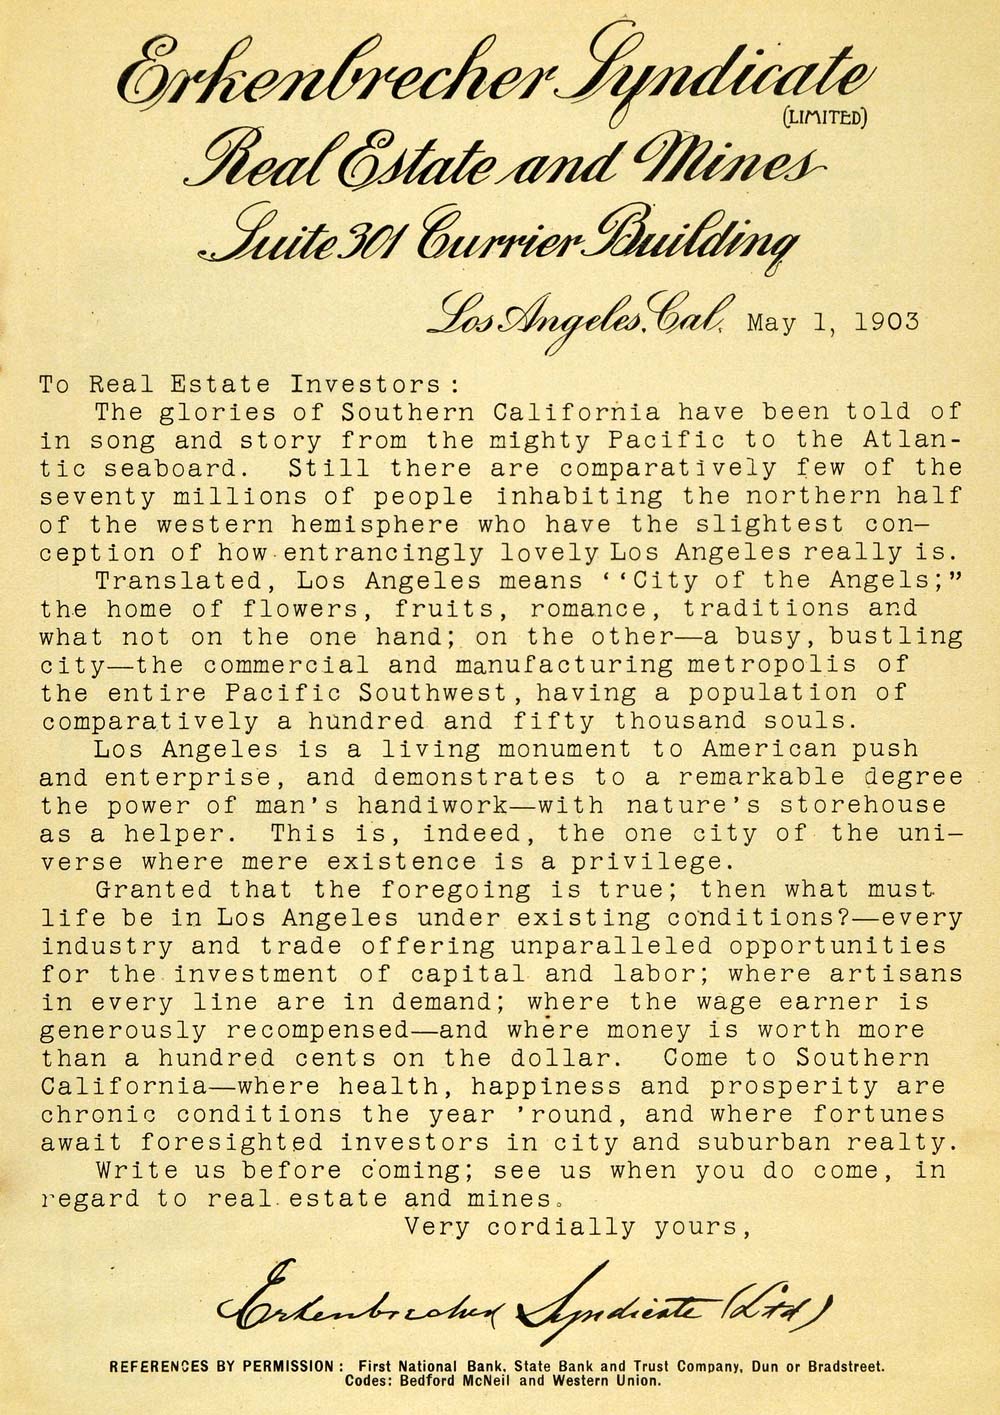 Erkenbrecher Syndicate
(LIMITED)
Real Estate and Mines
Suite 301 Currier Building
Los Angeles, Cal. May 1, 1903
To Real Estate Investors:
The glories of Southern California have been told of
in song and story from the mighty Pacific to the Atlan-
tic seaboard. Still there are comparatively few of the
seventy millions of people inhabiting the northern half
of the western hemisphere who have the slightest con-
ception of how entrancingly lovely Los Angeles really is.
Translated, Los Angeles means ‘‘City of the Angels;”
the home of flowers, fruits, romance, traditions and
what not on the one hand; on the other—a busy, bustling
city—the commercial and manufacturing metropolis of
the entire Pacific Southwest, having a population of
comparatively a hundred and fifty thousand souls.
Los Angeles is a living monument to American push
and enterprise, and demonstrates to a remarkable degree
the power of man's handiwork—with nature's storehouse
as a helper. This is, indeed, the one city of the uni-
verse where mere existence is a privilege.
Granted that the foregoing is true; then what must
life be in Los Angeles under existing conditions?—every
industry and trade offering unparalleled opportunities
for the investment of capital and labor; where artisans
in every line are in demand; where the wage earner is
generously recompensed—and where money is worth more
than a hundred cents on the dollar. Come to Southern
California—where health, happiness and prosperity are
chronic conditions the year 'round, and where fortunes
await foresighted investors in city and suburban realty.
Write us before coming; see us when you do come, in
regard to real estate and mines.
Very cordially yours,
Erkenbrecher Syndicate (Ltd)
REFERENCES BY PERMISSION: First National Bank, State Bank and Trust Company, Dun or Bradstreet.
Codes: Bedford McNeil and Western Union.